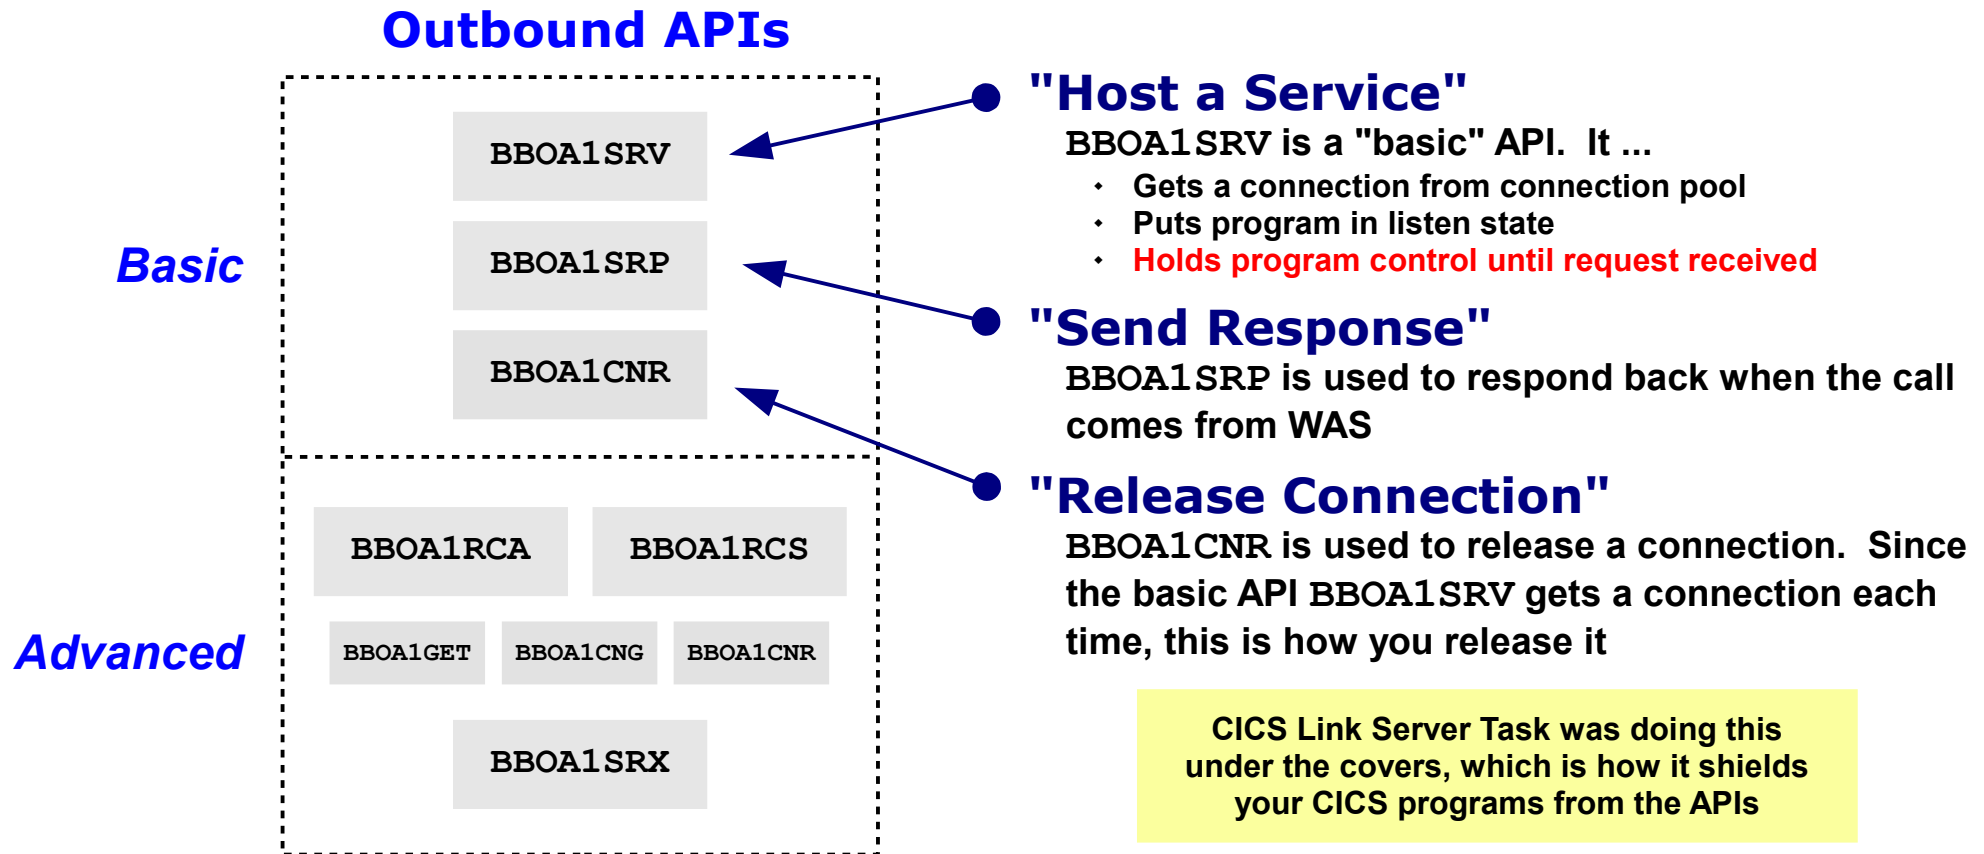 Outbound APIs
Basic
BBOA1SRV
BBOA1SRP
BBOA1CNR
Advanced
BBOA1RCA BBOA1RCS
BBOA1GET BBOA1CNG BBOA1CNR
BBOA1SRX
"Host a Service"
BBOA1SRV is a "basic" API. It ...
Gets a connection from connection pool
Puts program in listen state
Holds program control until request received
"Send Response"
BBOA1SRP is used to respond back when the call
comes from WAS
"Release Connection"
BBOA1CNR is used to release a connection. Since
the basic API BBOA1SRV gets a connection each
time, this is how you release it
CICS Link Server Task was doing this
under the covers, which is how it shields
your CICS programs from the APIs